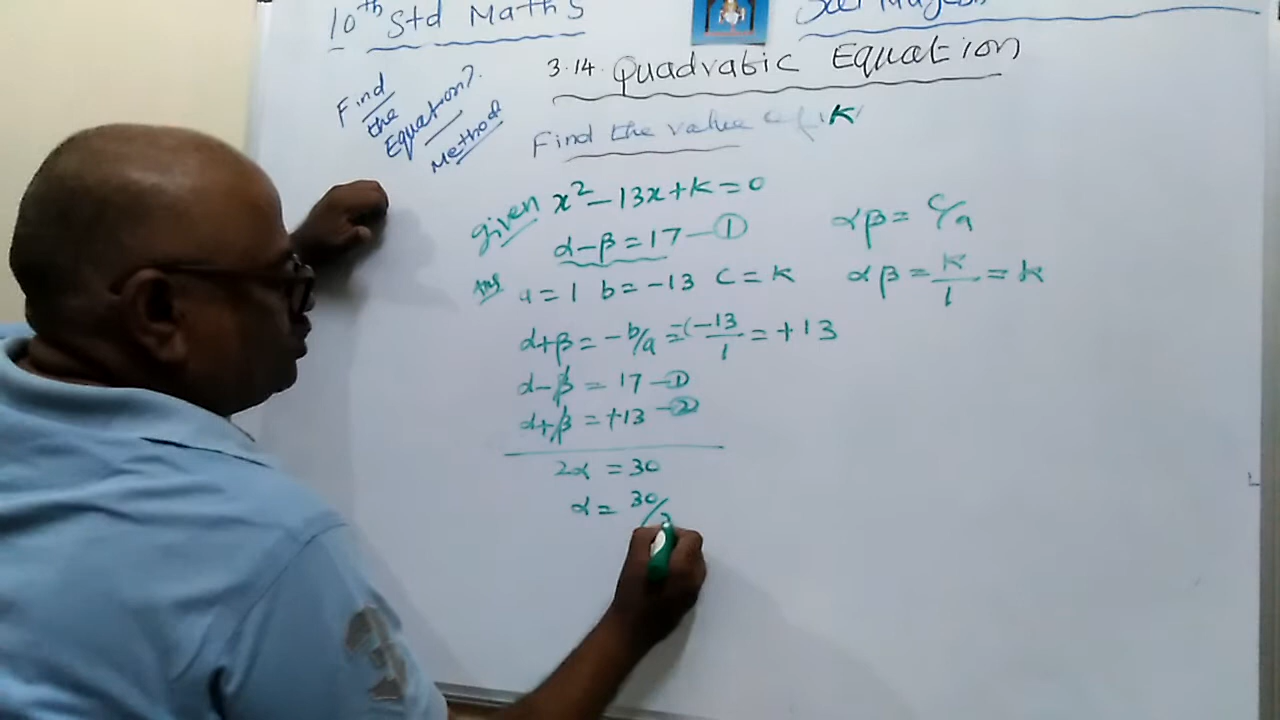 10th Std Maths
3.14. Quadratic Equation
Find the Equation? Method
Find the value of K
given x² - 13x + k = 0
α - β = 17 - ①
Ans a = 1 b = -13 c = k
α + β = -b/a = -(-13/1 = +13
α - β = 17 - ①
α + β = +13 - ②
2α = 30
α = 30/2
αβ = c/a
αβ = k/1 = k